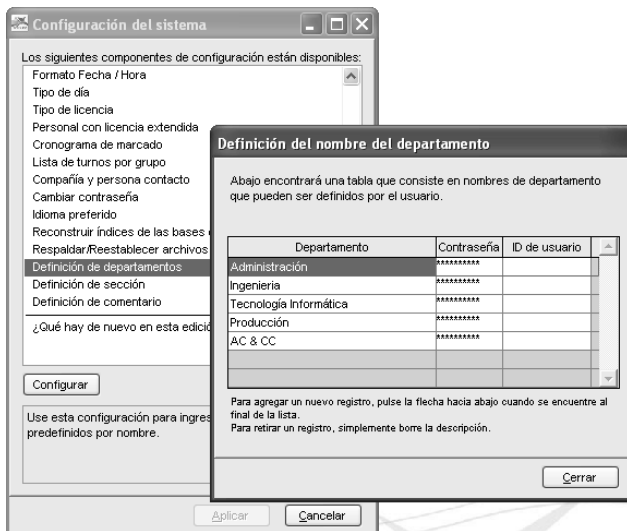 Configuración del sistema
Los siguientes componentes de configuración están disponibles:
Formato Fecha / Hora
Tipo de día
Tipo de licencia
Personal con licencia extendida
Cronograma de marcado
Lista de turnos por grupo
Compañía y persona contacto
Cambiar contraseña
Idioma preferido
Reconstruir índices de las bases
Respaldar/Reestablecer archivos
Definición de departamentos
Definición de sección
Definición de comentario
¿Qué hay de nuevo en esta edició
Configurar
Use esta configuración para ingres
predefinidos por nombre.
Aplicar Cancelar
Definición del nombre del departamento
Abajo encontrará una tabla que consiste en nombres de departamento
que pueden ser definidos por el usuario.
Departamento Contraseña ID de usuario
Administración **********
Ingenieria **********
Tecnología Informática **********
Producción **********
AC & CC **********
Para agregar un nuevo registro, pulse la flecha hacia abajo cuando se encuentre al
final de la lista.
Para retirar un registro, simplemente borre la descripción.
Cerrar